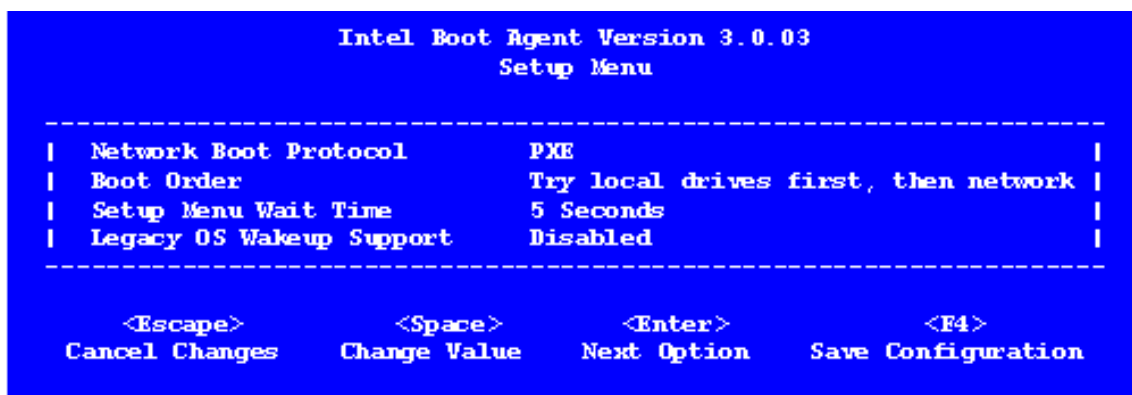 Intel Boot Agent Version 3.0.03
Setup Menu
Network Boot Protocol PXE
Boot Order Try local drives first, then network
Setup Menu Wait Time 5 Seconds
Legacy OS Wakeup Support Disabled
<Escape> <Space> <Enter> <F4>
Cancel Changes Change Value Next Option Save Configuration